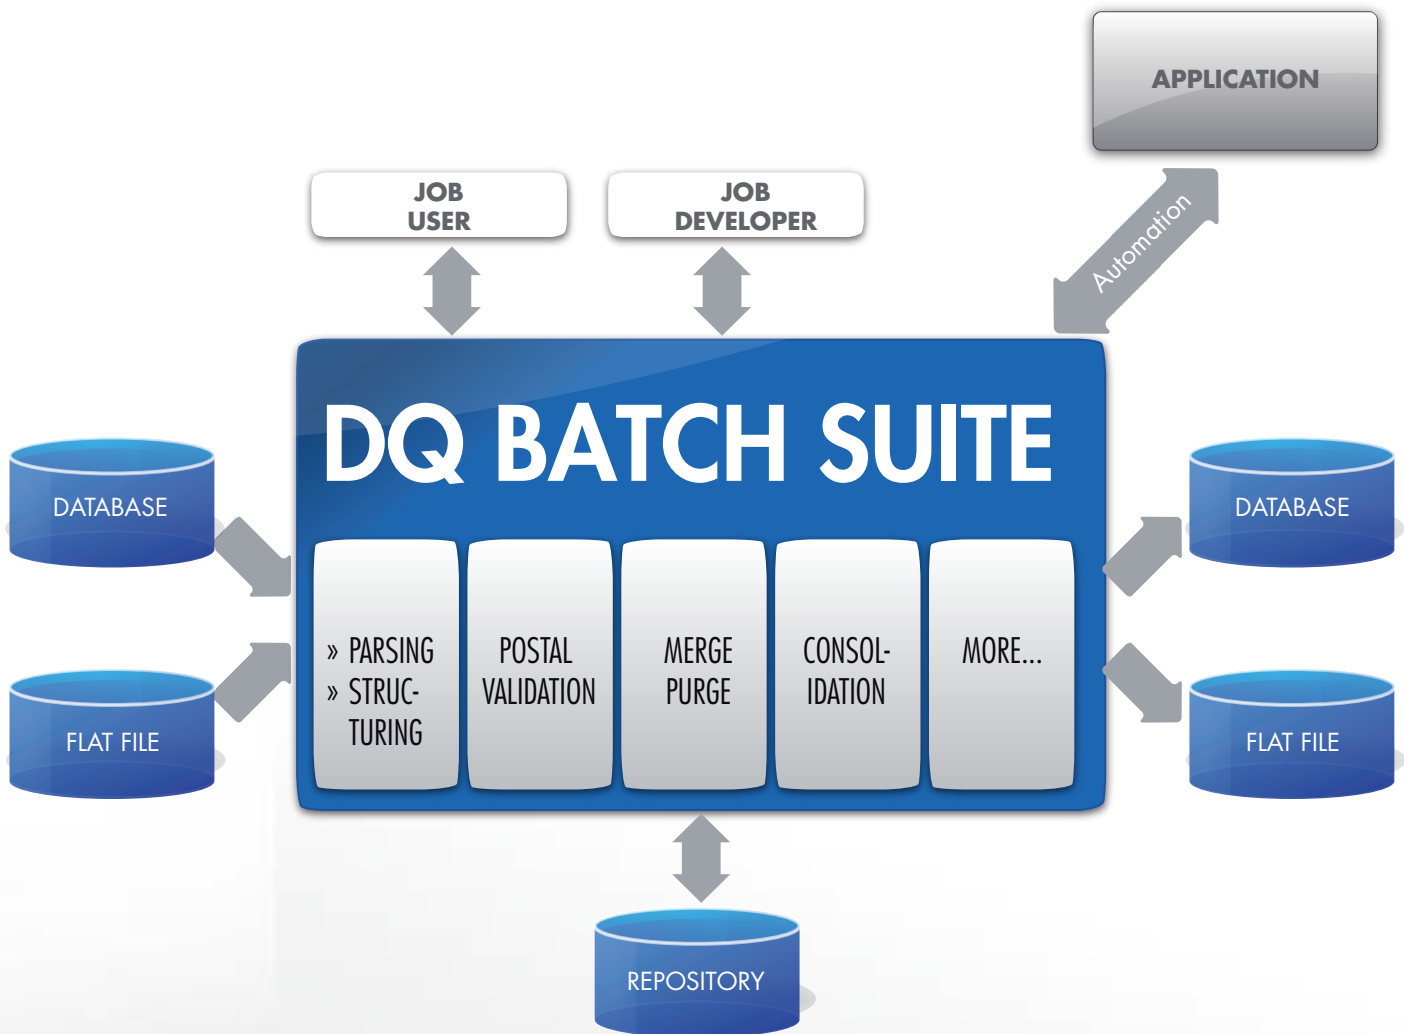 APPLICATION
JOB
USER
JOB
DEVELOPER
Automation
DQ BATCH SUITE
DATABASE
FLAT FILE
» PARSING
» STRUC-
TURING
POSTAL
VALIDATION
MERGE
PURGE
CONSOL-
IDATION
MORE...
DATABASE
FLAT FILE
REPOSITORY